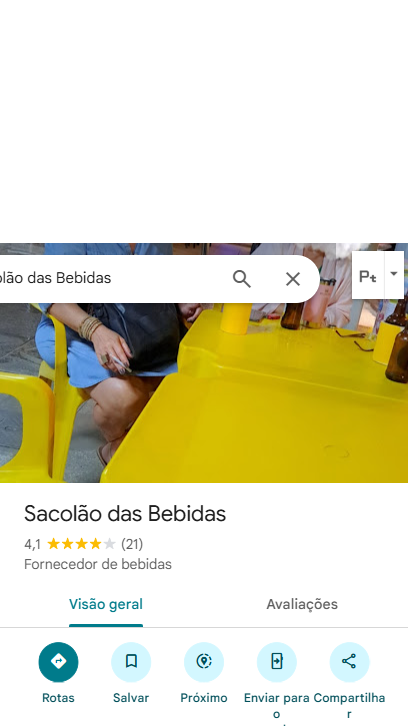 olão das Bebidas
Pt
Sacolão das Bebidas
4,1 (21)
Fornecedor de bebidas
Visão geral Avaliações
Rotas Salvar Próximo Enviar para o Compartilhar